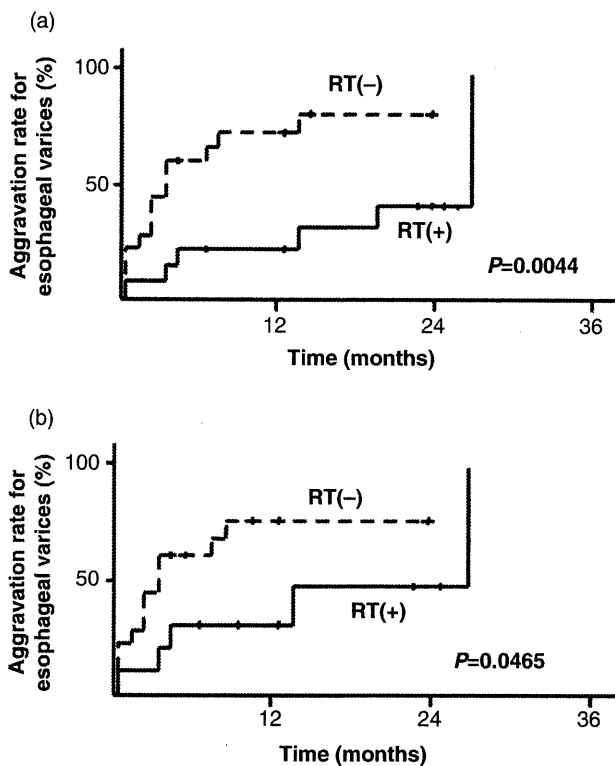 (a)
Aggravation rate for
esophageal varices (%)
100
50
RT(–)
RT(+)
P=0.0044
12
24
36
Time (months)
(b)
Aggravation rate for
esophageal varices (%)
100
50
RT(–)
RT(+)
P=0.0465
12
24
36
Time (months)